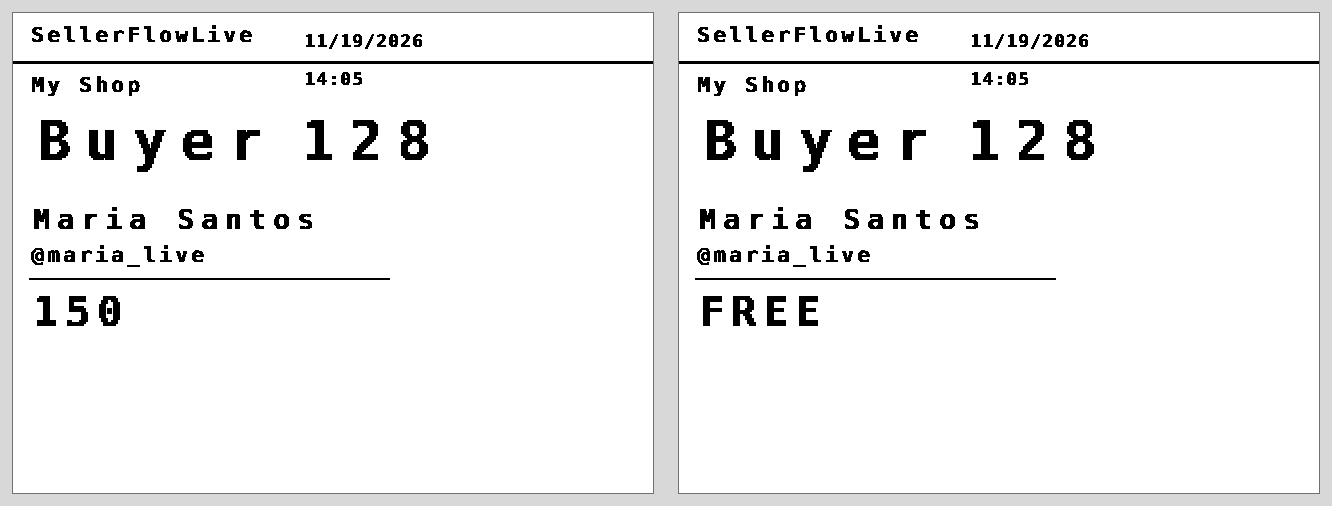 SellerFlowLive
11/19/2026
My Shop
14:05
Buyer 128
Maria Santos
@maria_live
150
SellerFlowLive
11/19/2026
My Shop
14:05
Buyer 128
Maria Santos
@maria_live
FREE